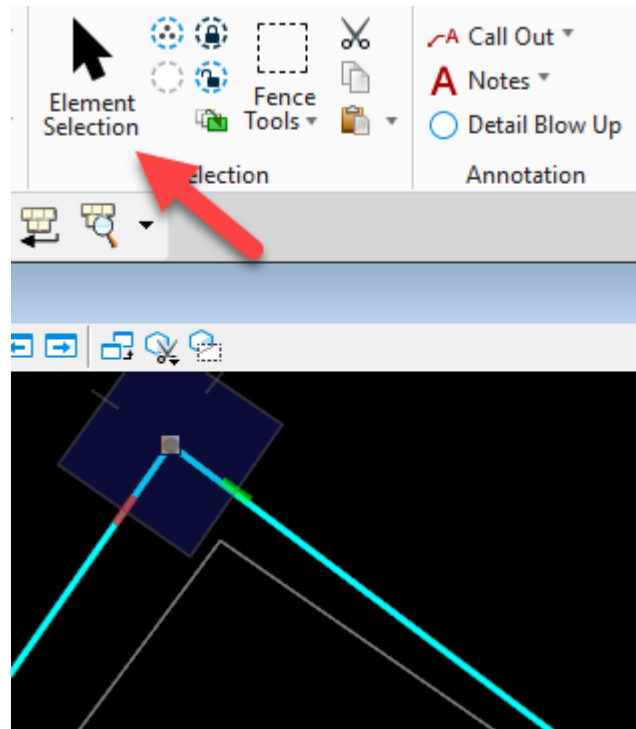 Element
Selection
Fence
Tools
Call Out
A Notes
Detail Blow Up
Annotation